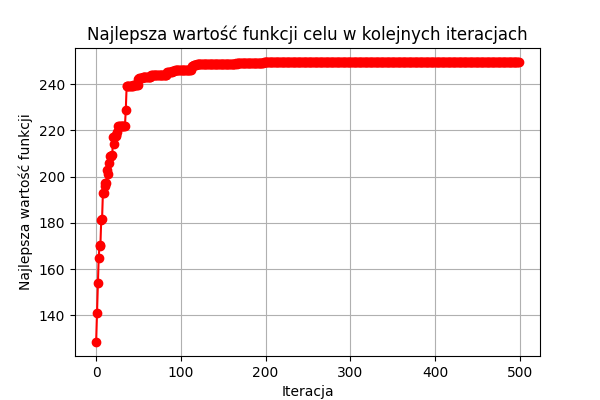 Najlepsza wartość funkcji celu w kolejnych iteracjach
Najlepsza wartość funkcji
240
220
200
180
160
140
0 100 200 300 400 500
Iteracja